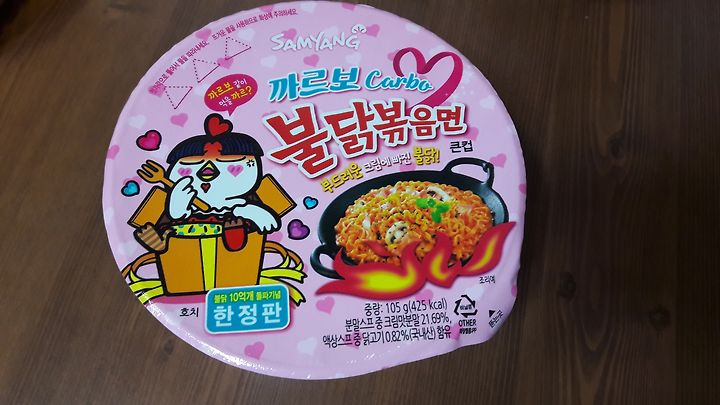 SAMYANG
까르보 같이
먹을 까르?
까르보 Carbo
불닭볶음면
큰컵
부드러운 크림에 빠진 불닭!
조리예
호치
불닭 10억개 돌파기념
한정판
중량: 105 g(425 kcal)
분말스프 중 크림맛분말 21.69%,
액상스프 중 닭고기 0.82%(국내산) 함유
OTHER